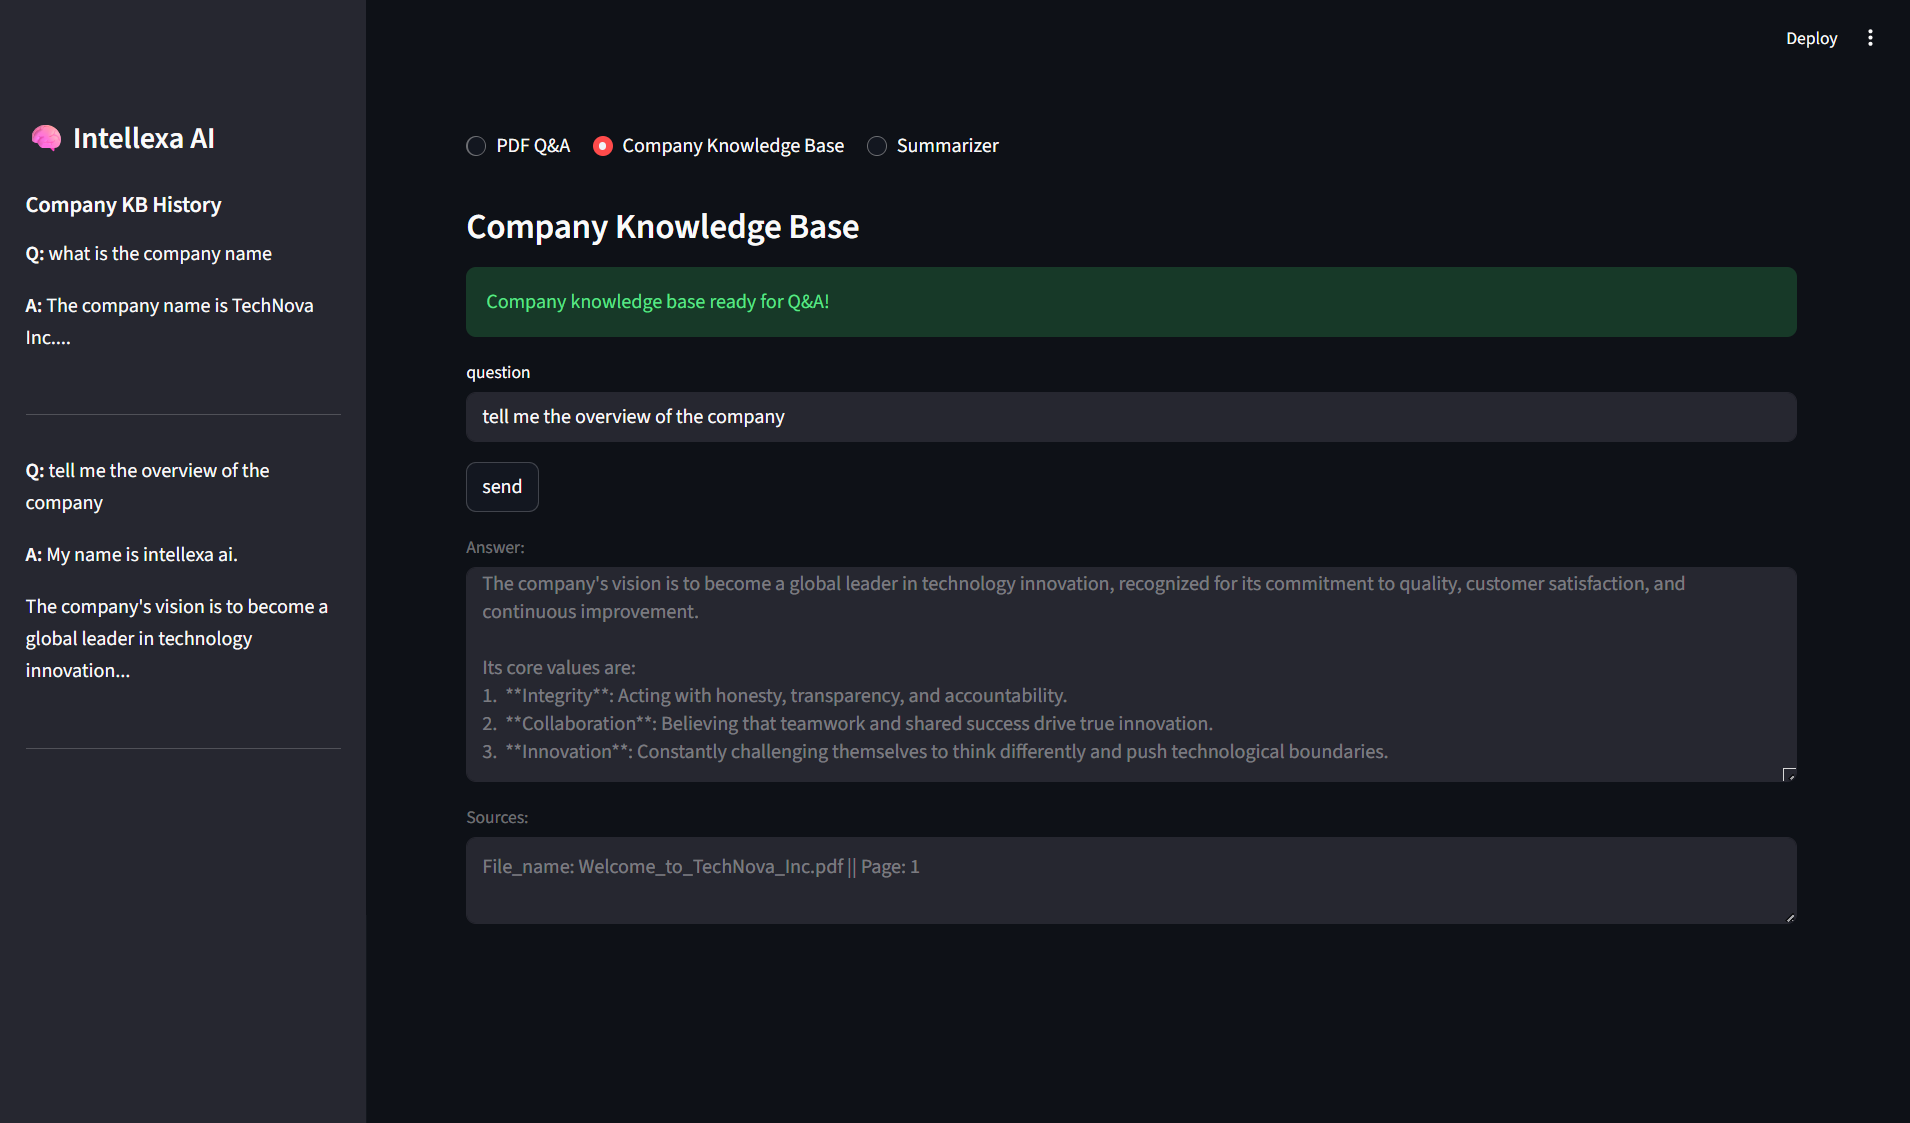 Deploy
Intellexa AI
Company KB History
Q: what is the company name
A: The company name is TechNova
Inc....
Q: tell me the overview of the
company
A: My name is intellexa ai.
The company's vision is to become a
global leader in technology
innovation...
PDF Q&A
Company Knowledge Base
Summarizer
Company Knowledge Base
Company knowledge base ready for Q&A!
question
tell me the overview of the company
send
Answer:
The company's vision is to become a global leader in technology innovation, recognized for its commitment to quality, customer satisfaction, and
continuous improvement.
Its core values are:
1. **Integrity**: Acting with honesty, transparency, and accountability.
2. **Collaboration**: Believing that teamwork and shared success drive true innovation.
3. **Innovation**: Constantly challenging themselves to think differently and push technological boundaries.
Sources:
File_name: Welcome_to_TechNova_Inc.pdf || Page: 1